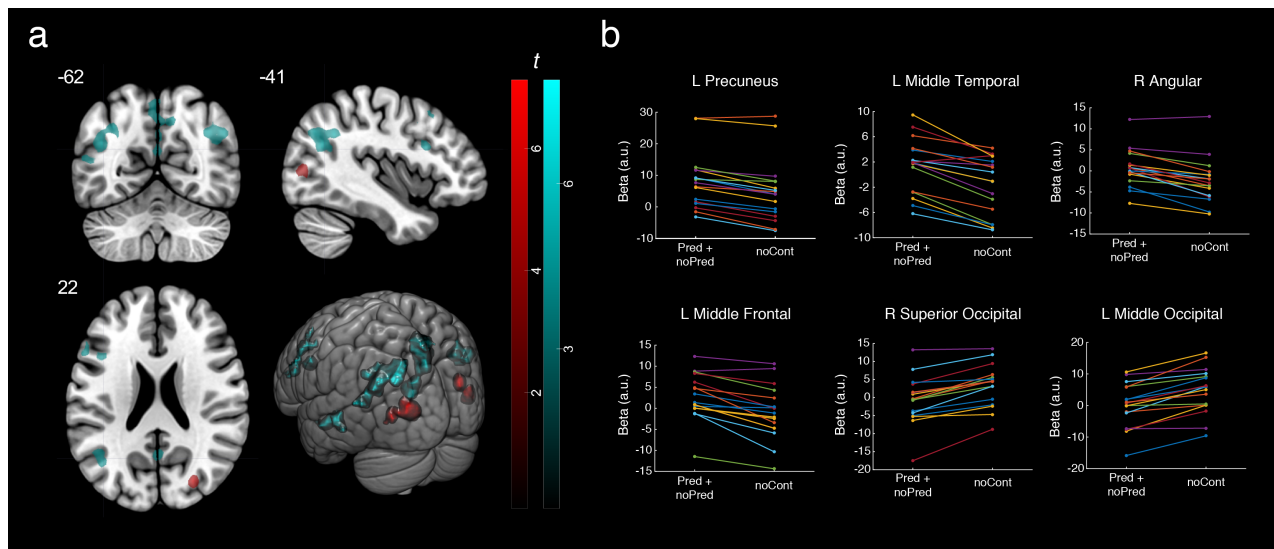 a
b
-62
-41
t
6
6
4
3
2
22
L Precuneus
30
20
10
0
-10
Beta (a.u.)
Pred +
noPred
noCont
L Middle Temporal
10
6
2
-2
-6
-10
Beta (a.u.)
Pred +
noPred
noCont
R Angular
15
10
5
0
-5
-10
-15
Beta (a.u.)
Pred +
noPred
noCont
L Middle Frontal
15
10
5
0
-5
-10
-15
Beta (a.u.)
Pred +
noPred
noCont
R Superior Occipital
15
10
5
0
-5
-10
-15
-20
Beta (a.u.)
Pred +
noPred
noCont
L Middle Occipital
20
10
0
-10
-20
Beta (a.u.)
Pred +
noPred
noCont